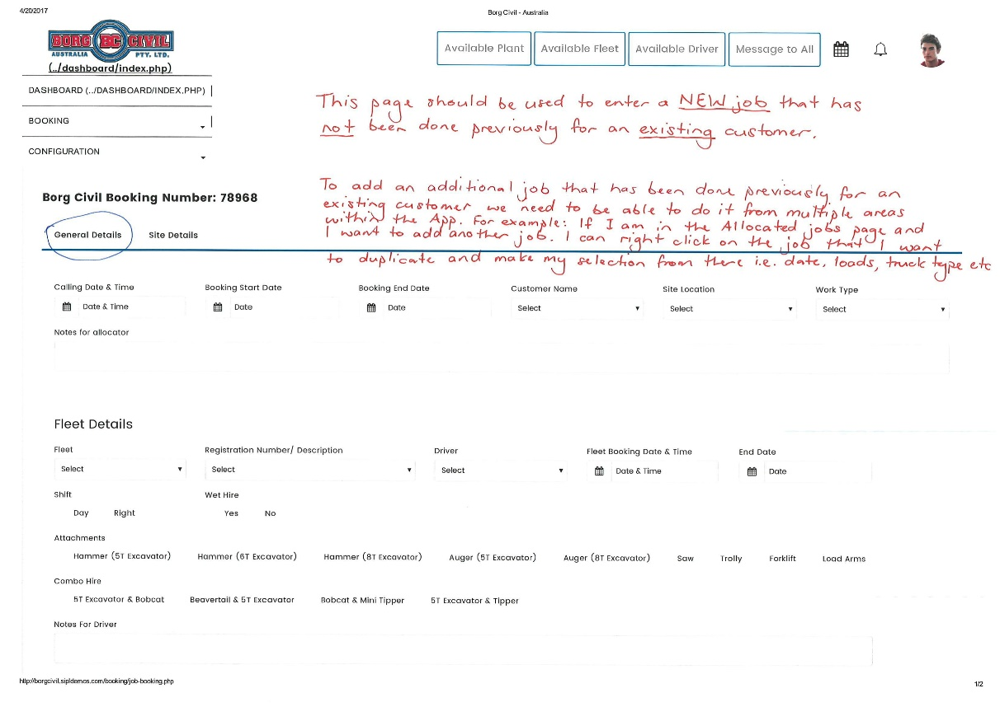 4/20/2017
Borg Civil - Australia
BORG BC CIVIL
AUSTRALIA PTY. LTD.
(../dashboard/index.php)
Available Plant
Available Fleet
Available Driver
Message to All
DASHBOARD (../DASHBOARD/INDEX.PHP)
BOOKING
CONFIGURATION
This page should be used to enter a NEW job that has
not been done previously for an existing customer.
To add an additional job that has been done previously for an
existing customer we need to be able to do it from multiple areas
within the App. For example: If I am in the Allocated jobs page and
I want to add another job. I can right click on the job that I want
to duplicate and make my selection from there i.e. date, loads, truck type etc
Borg Civil Booking Number: 78968
General Details
Site Details
Calling Date & Time
Booking Start Date
Booking End Date
Customer Name
Site Location
Work Type
Date & Time
Date
Date
Select
Select
Select
Notes for allocator
Fleet Details
Fleet
Registration Number/ Description
Driver
Fleet Booking Date & Time
End Date
Select
Select
Select
Date & Time
Date
Shift
Wet Hire
Day
Right
Yes
No
Attachments
Hammer (5T Excavator)
Hammer (6T Excavator)
Hammer (8T Excavator)
Auger (5T Excavator)
Auger (8T Excavator)
Saw
Trolly
Forklift
Load Arms
Combo Hire
5T Excavator & Bobcat
Beavertail & 5T Excavator
Bobcat & Mini Tipper
5T Excavator & Tipper
Notes For Driver
http://borgcivil.sipldemos.com/booking/job-booking.php
1/2